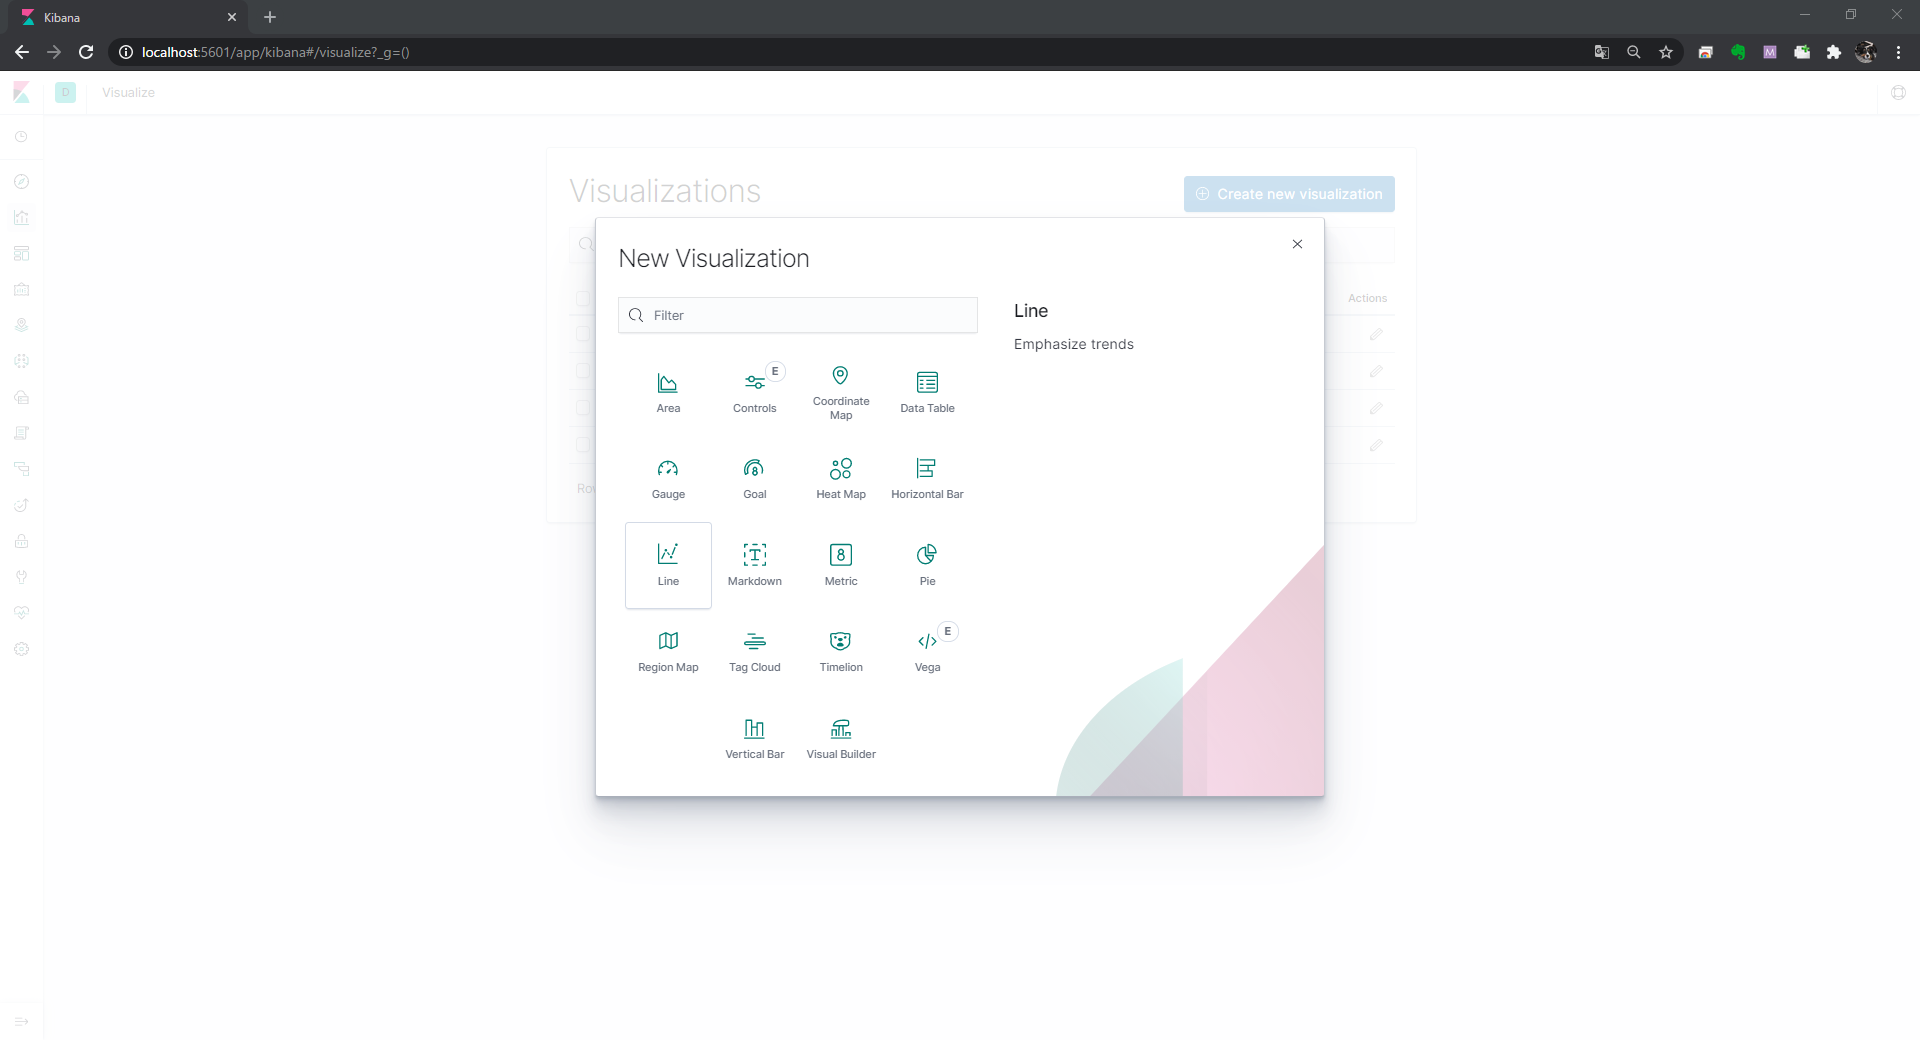 Kibana
localhost:5601/app/kibana#/visualize?_g=()
D
Visualize
Visualizations
Create new visualization
New Visualization
Actions
Filter
Line
Emphasize trends
Area
Controls
E
Coordinate
Map
Data Table
Gauge
Goal
Heat Map
Horizontal Bar
Line
Markdown
Metric
Pie
Region Map
Tag Cloud
Timelion
Vega
E
Vertical Bar
Visual Builder